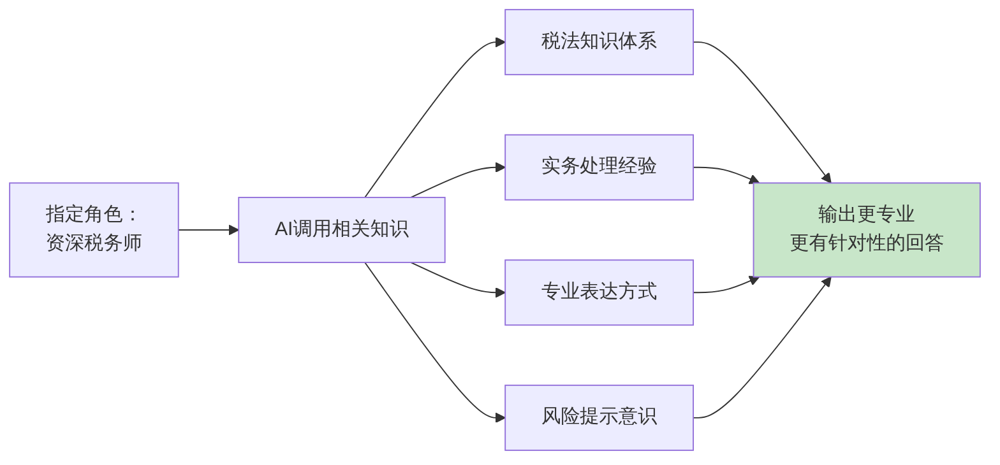 指定角色：
资深税务师
AI调用相关知识
税法知识体系
实务处理经验
专业表达方式
风险提示意识
输出更专业
更有针对性的回答